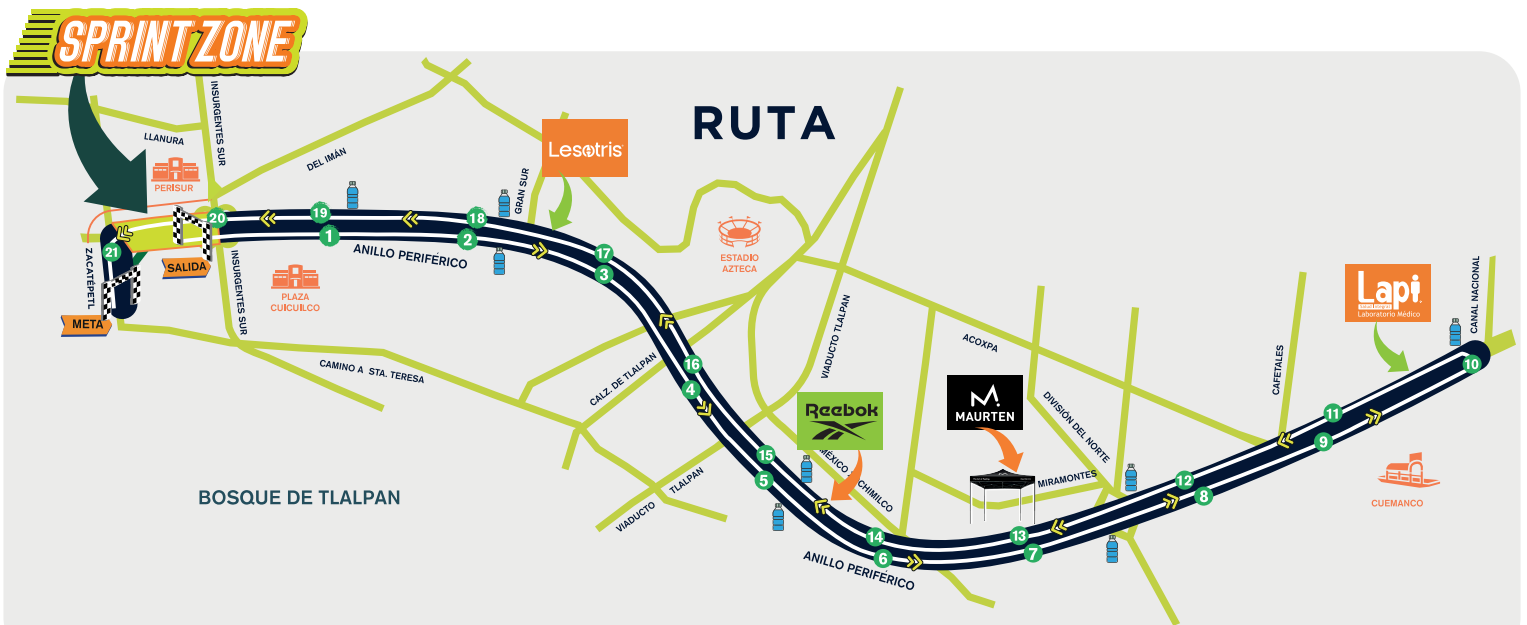 SPRINT ZONE
RUTA
INSURGENTES SUR
LLANURA
PERISUR
DEL IMÁN
GRAN SUR
Lesotris
20
19
18
17
21
1
2
3
SALIDA
ANILLO PERIFÉRICO
ZACATÉPETL
INSURGENTES SUR
PLAZA
CUICUILCO
META
ESTADIO
AZTECA
CAMINO A STA. TERESA
CALZ. DE TLALPAN
VIADUCTO TLALPAN
ACOXPA
CAFETALES
CANAL NACIONAL
Lapi
Laboratorio Médico
16
4
10
Reebok
MAURTEN
DIVISIÓN DEL NORTE
11
9
15
5
MÉXICO
CHIMILCO
MIRAMONTES
12
8
CUEMANCO
BOSQUE DE TLALPAN
VIADUCTO TLALPAN
14
6
13
7
ANILLO PERIFÉRICO